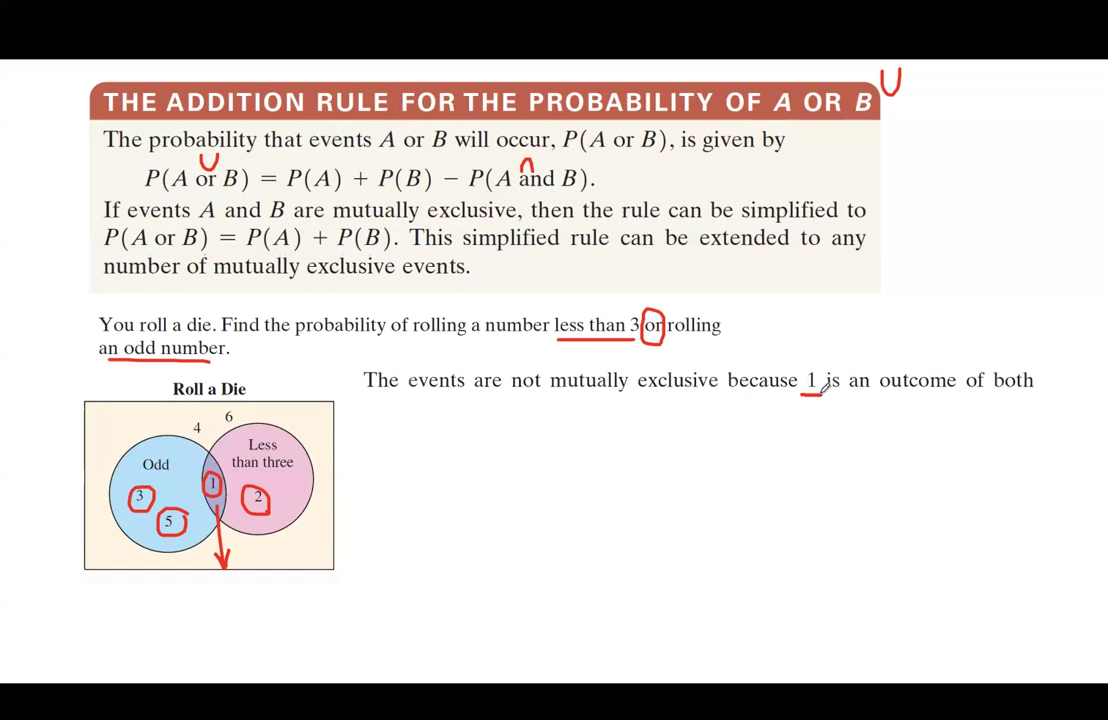 THE ADDITION RULE FOR THE PROBABILITY OF A OR B ∪
The probability that events A or B will occur, P(A or B), is given by
∪ ∩
P(A or B) = P(A) + P(B) − P(A and B).
If events A and B are mutually exclusive, then the rule can be simplified to
P(A or B) = P(A) + P(B). This simplified rule can be extended to any
number of mutually exclusive events.
You roll a die. Find the probability of rolling a number less than 3 or rolling
an odd number.
The events are not mutually exclusive because 1 is an outcome of both
Roll a Die
6
4
Less
than three
Odd
1
3
2
5